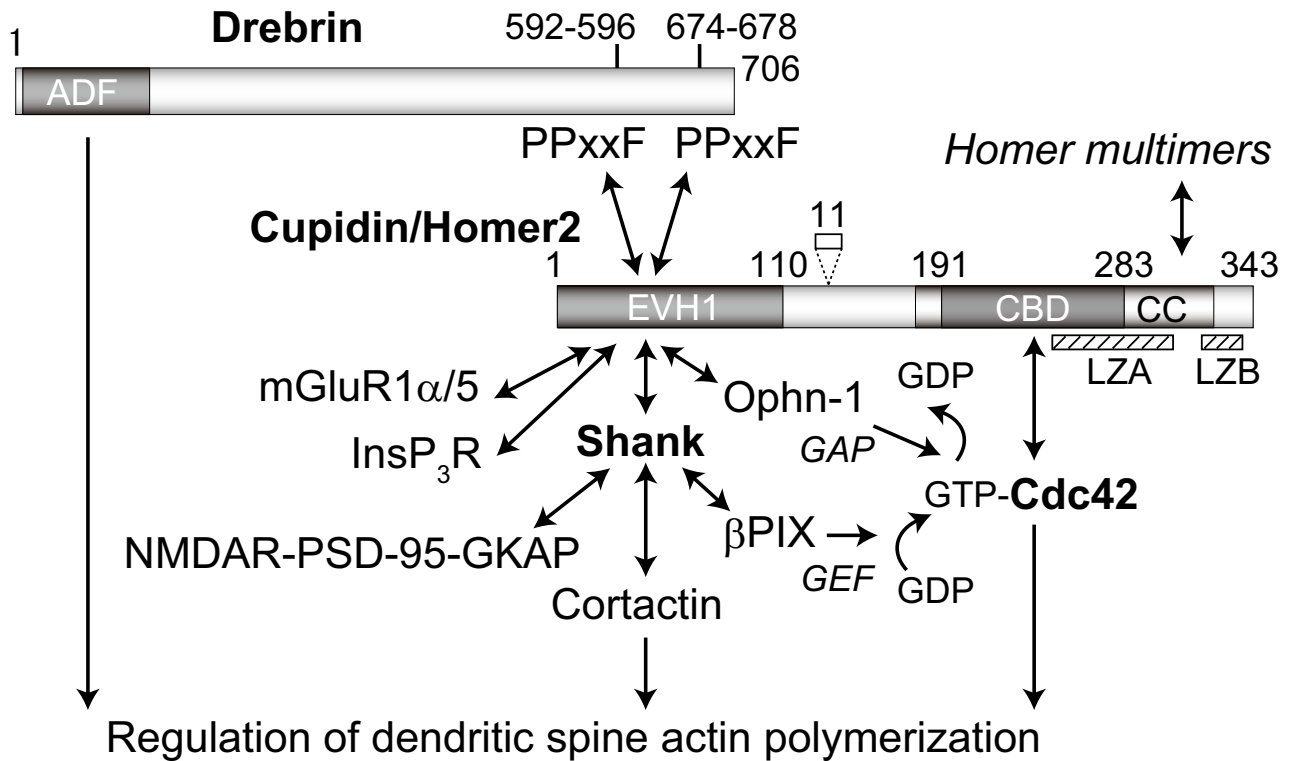 1 Drebrin 592-596 674-678
706
ADF
PPxxF PPxxF
Homer multimers
Cupidin/Homer2
11
1 110 191 283 343
EVH1 CBD CC
LZA LZB
mGluR1α/5 Ophn-1 GDP
InsP3R Shank GAP
GTP-Cdc42
NMDAR-PSD-95-GKAP βPIX
GEF GDP
Cortactin
Regulation of dendritic spine actin polymerization